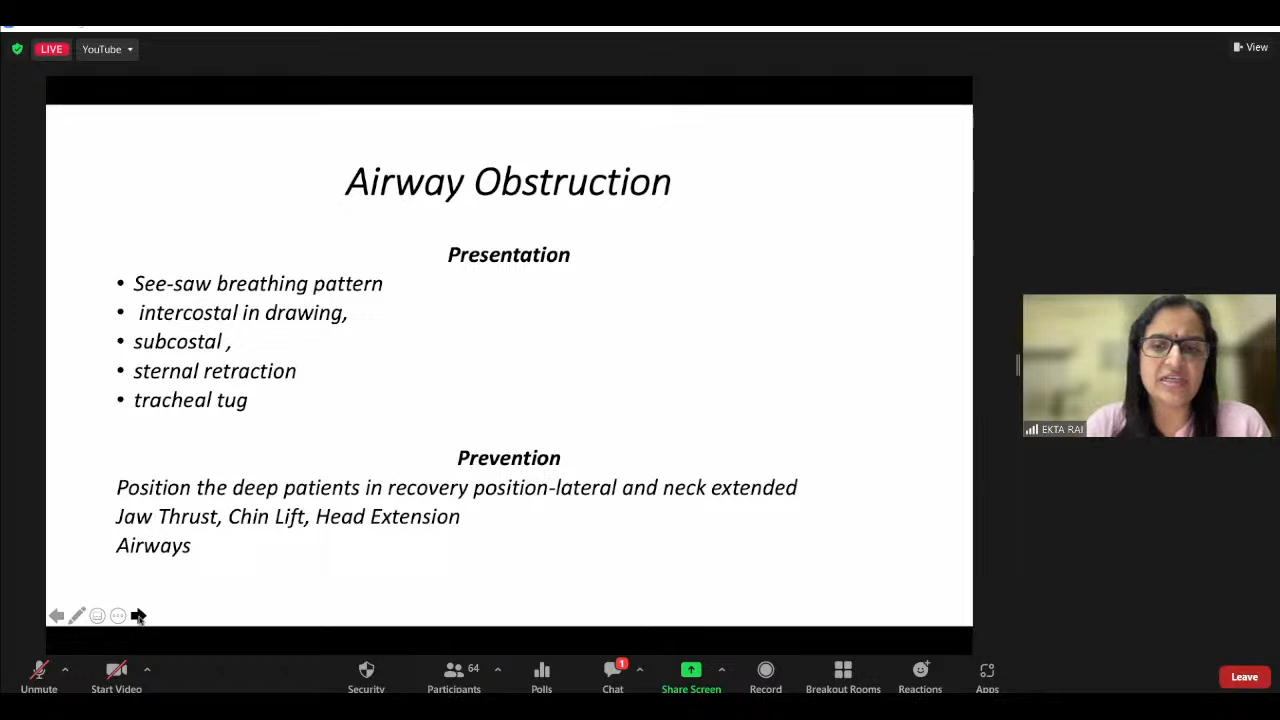 LIVE
YouTube
View
Airway Obstruction
Presentation
• See-saw breathing pattern
• intercostal in drawing,
• subcostal ,
• sternal retraction
• tracheal tug
Prevention
Position the deep patients in recovery position-lateral and neck extended
Jaw Thrust, Chin Lift, Head Extension
Airways
EKTA RAI
Unmute
Start Video
Security
64
Participants
Polls
1
Chat
Share Screen
Record
Breakout Rooms
Reactions
Apps
Leave